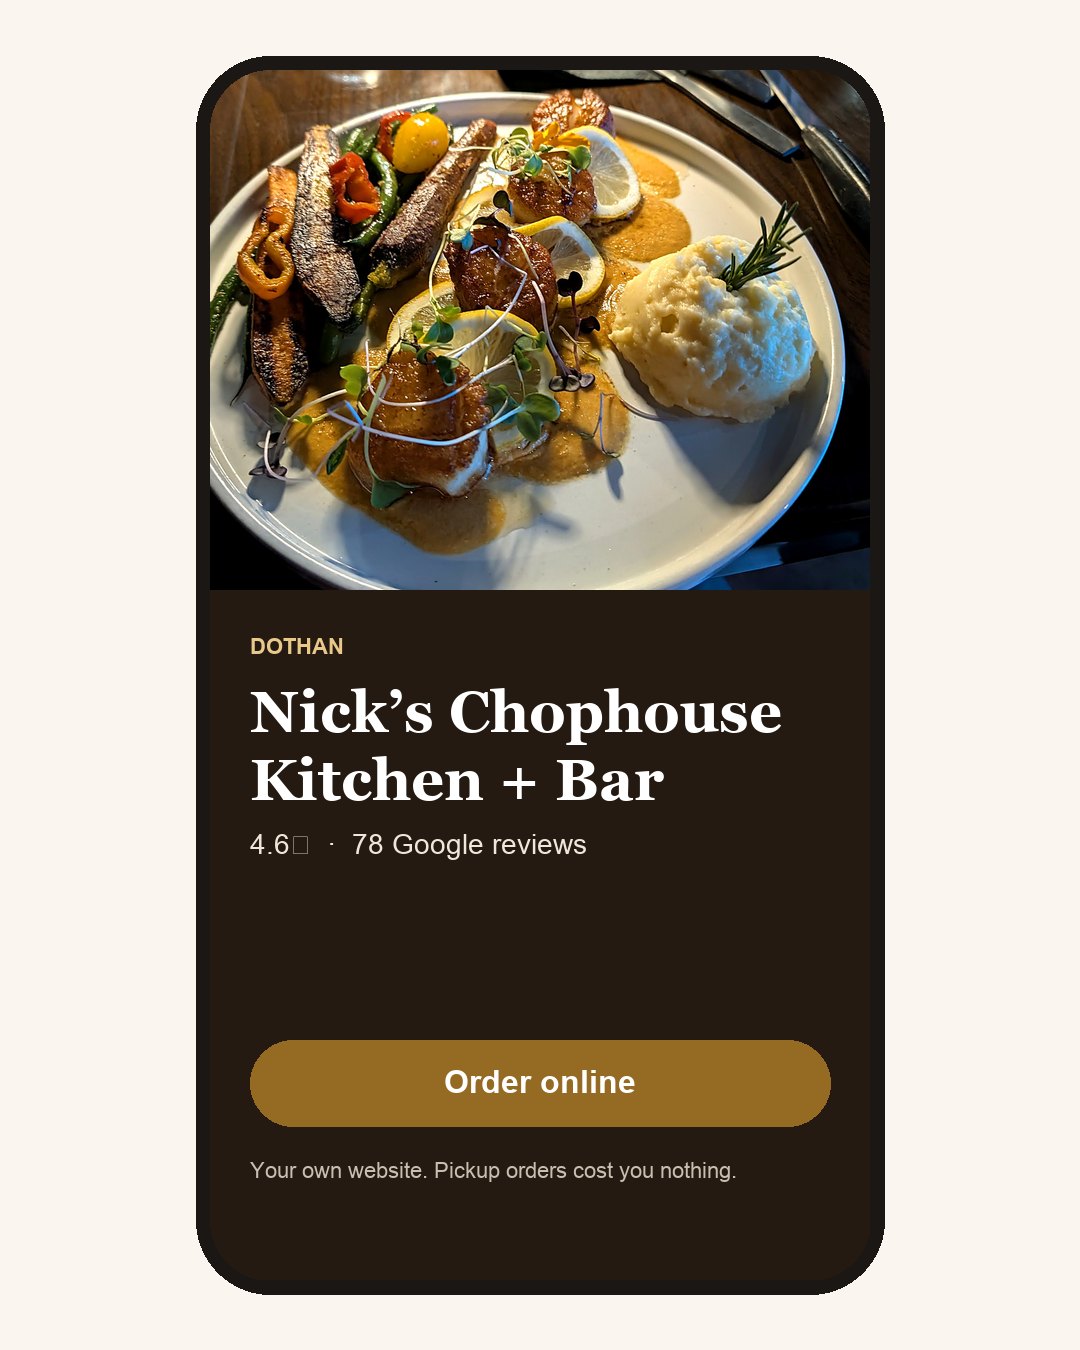 DOTHAN
Nick’s Chophouse
Kitchen + Bar
4.6□ · 78 Google reviews
Order online
Your own website. Pickup orders cost you nothing.